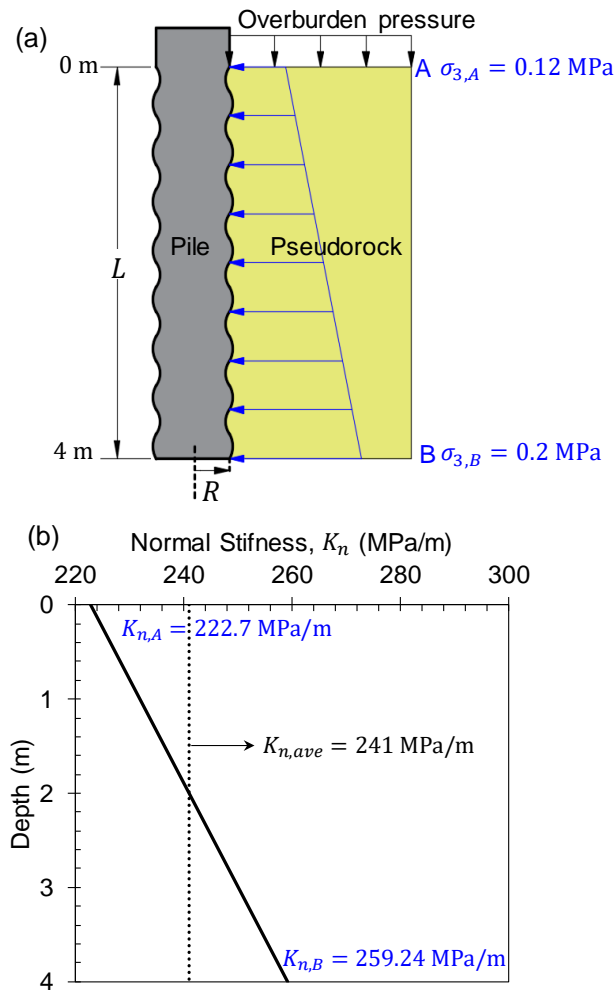 (a)
Overburden pressure
0 m
A σ₃,A = 0.12 MPa
Pile
Pseudorock
L
4 m
B σ₃,B = 0.2 MPa
R
(b)
Normal Stifness, Kₙ (MPa/m)
220 240 260 280 300
0
Kₙ,A = 222.7 MPa/m
1
Kₙ,ave = 241 MPa/m
Depth (m)
2
3
Kₙ,B = 259.24 MPa/m
4